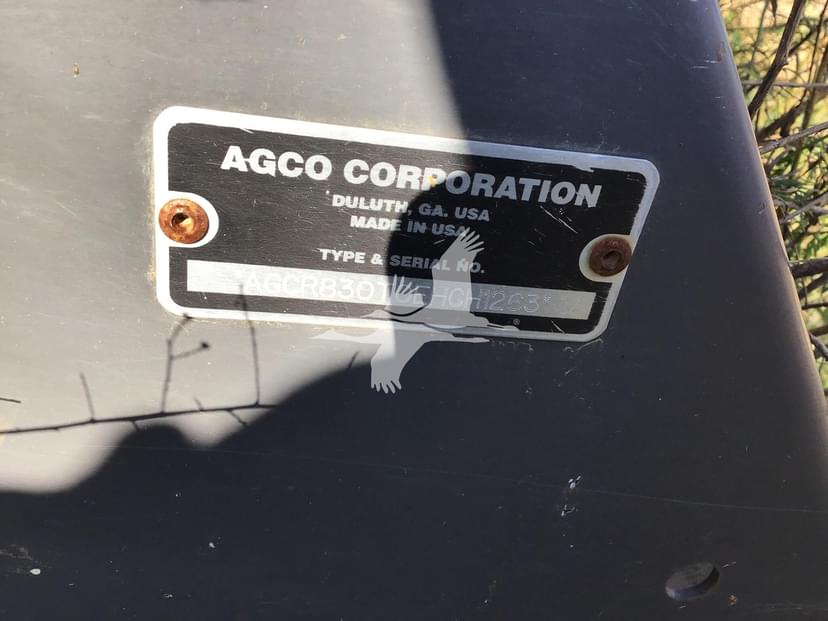 AGCO CORPORATION
DULUTH, GA. USA
MADE IN USA
TYPE & SERIAL NO.